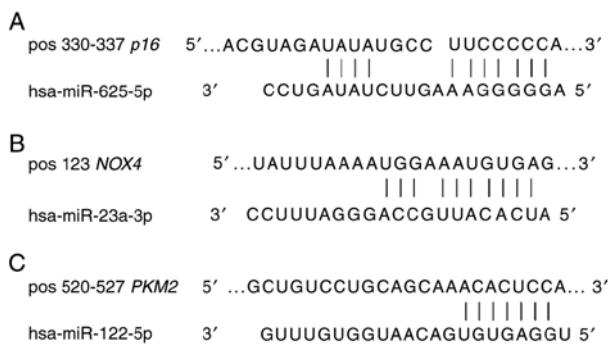 A
pos 330-337 p16 5′...ACGUAGAUAUAUGCC UUCCCCCA...3′
hsa-miR-625-5p 3′ CCUGAUAUCUUGAAAGGGGGA 5′
B
pos 123 NOX4 5′...UAUUUAAAAUGGAAAUGUGAG...3′
hsa-miR-23a-3p 3′ CCUUUAGGGACCGUUACACUA 5′
C
pos 520-527 PKM2 5′ ...GCUGUCCUGCAGCAAACACUCCA... 3′
hsa-miR-122-5p 3′ GUUUGUGGUAACAGUGUGAGGU 5′